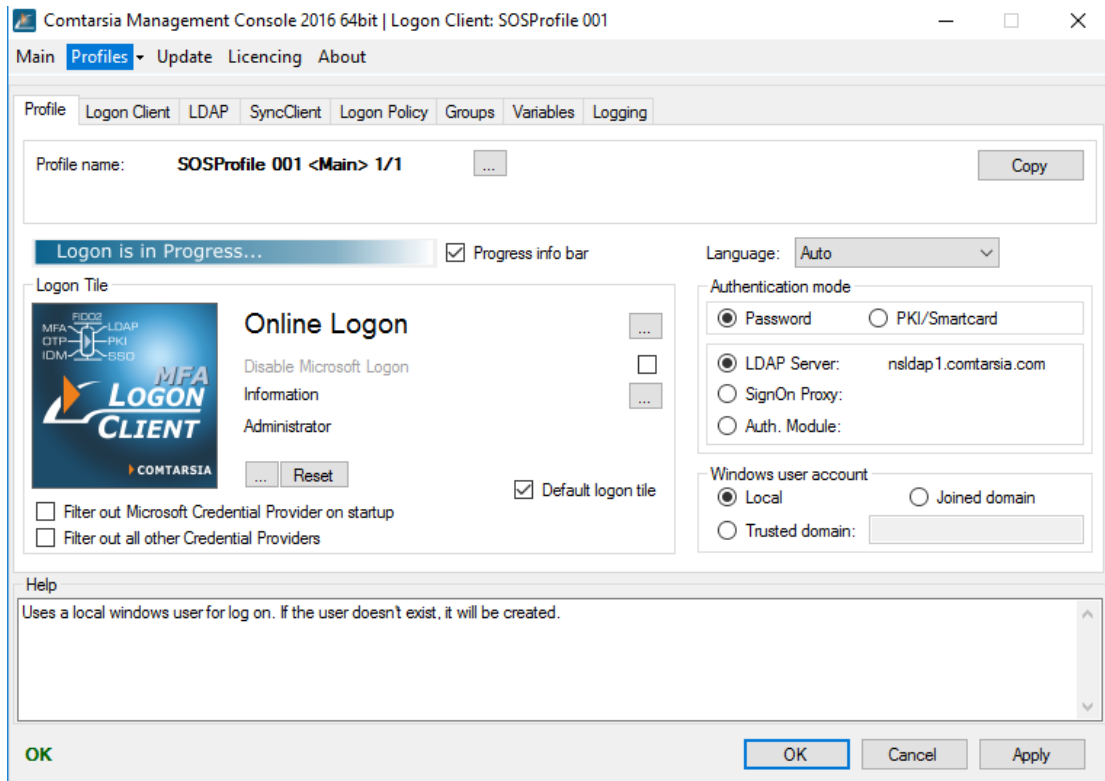 Comtarsia Management Console 2016 64bit | Logon Client: SOSProfile 001
Main Profiles Update Licencing About
Profile Logon Client LDAP SyncClient Logon Policy Groups Variables Logging
Profile name: SOSProfile 001 <Main> 1/1 ... Copy
Logon is in Progress... Progress info bar Language: Auto
Logon Tile
FIDO2
MFA LDAP
OTP PKI
IDM SSO
MFA
LOGON
CLIENT
COMTARSIA
Online Logon ...
Disable Microsoft Logon
Information ...
Administrator
... Reset
Default logon tile
Filter out Microsoft Credential Provider on startup
Filter out all other Credential Providers
Authentication mode
Password PKI/Smartcard
LDAP Server: nsldap1.comtarsia.com
SignOn Proxy:
Auth. Module:
Windows user account
Local Joined domain
Trusted domain:
Help
Uses a local windows user for log on. If the user doesn't exist, it will be created.
OK OK Cancel Apply